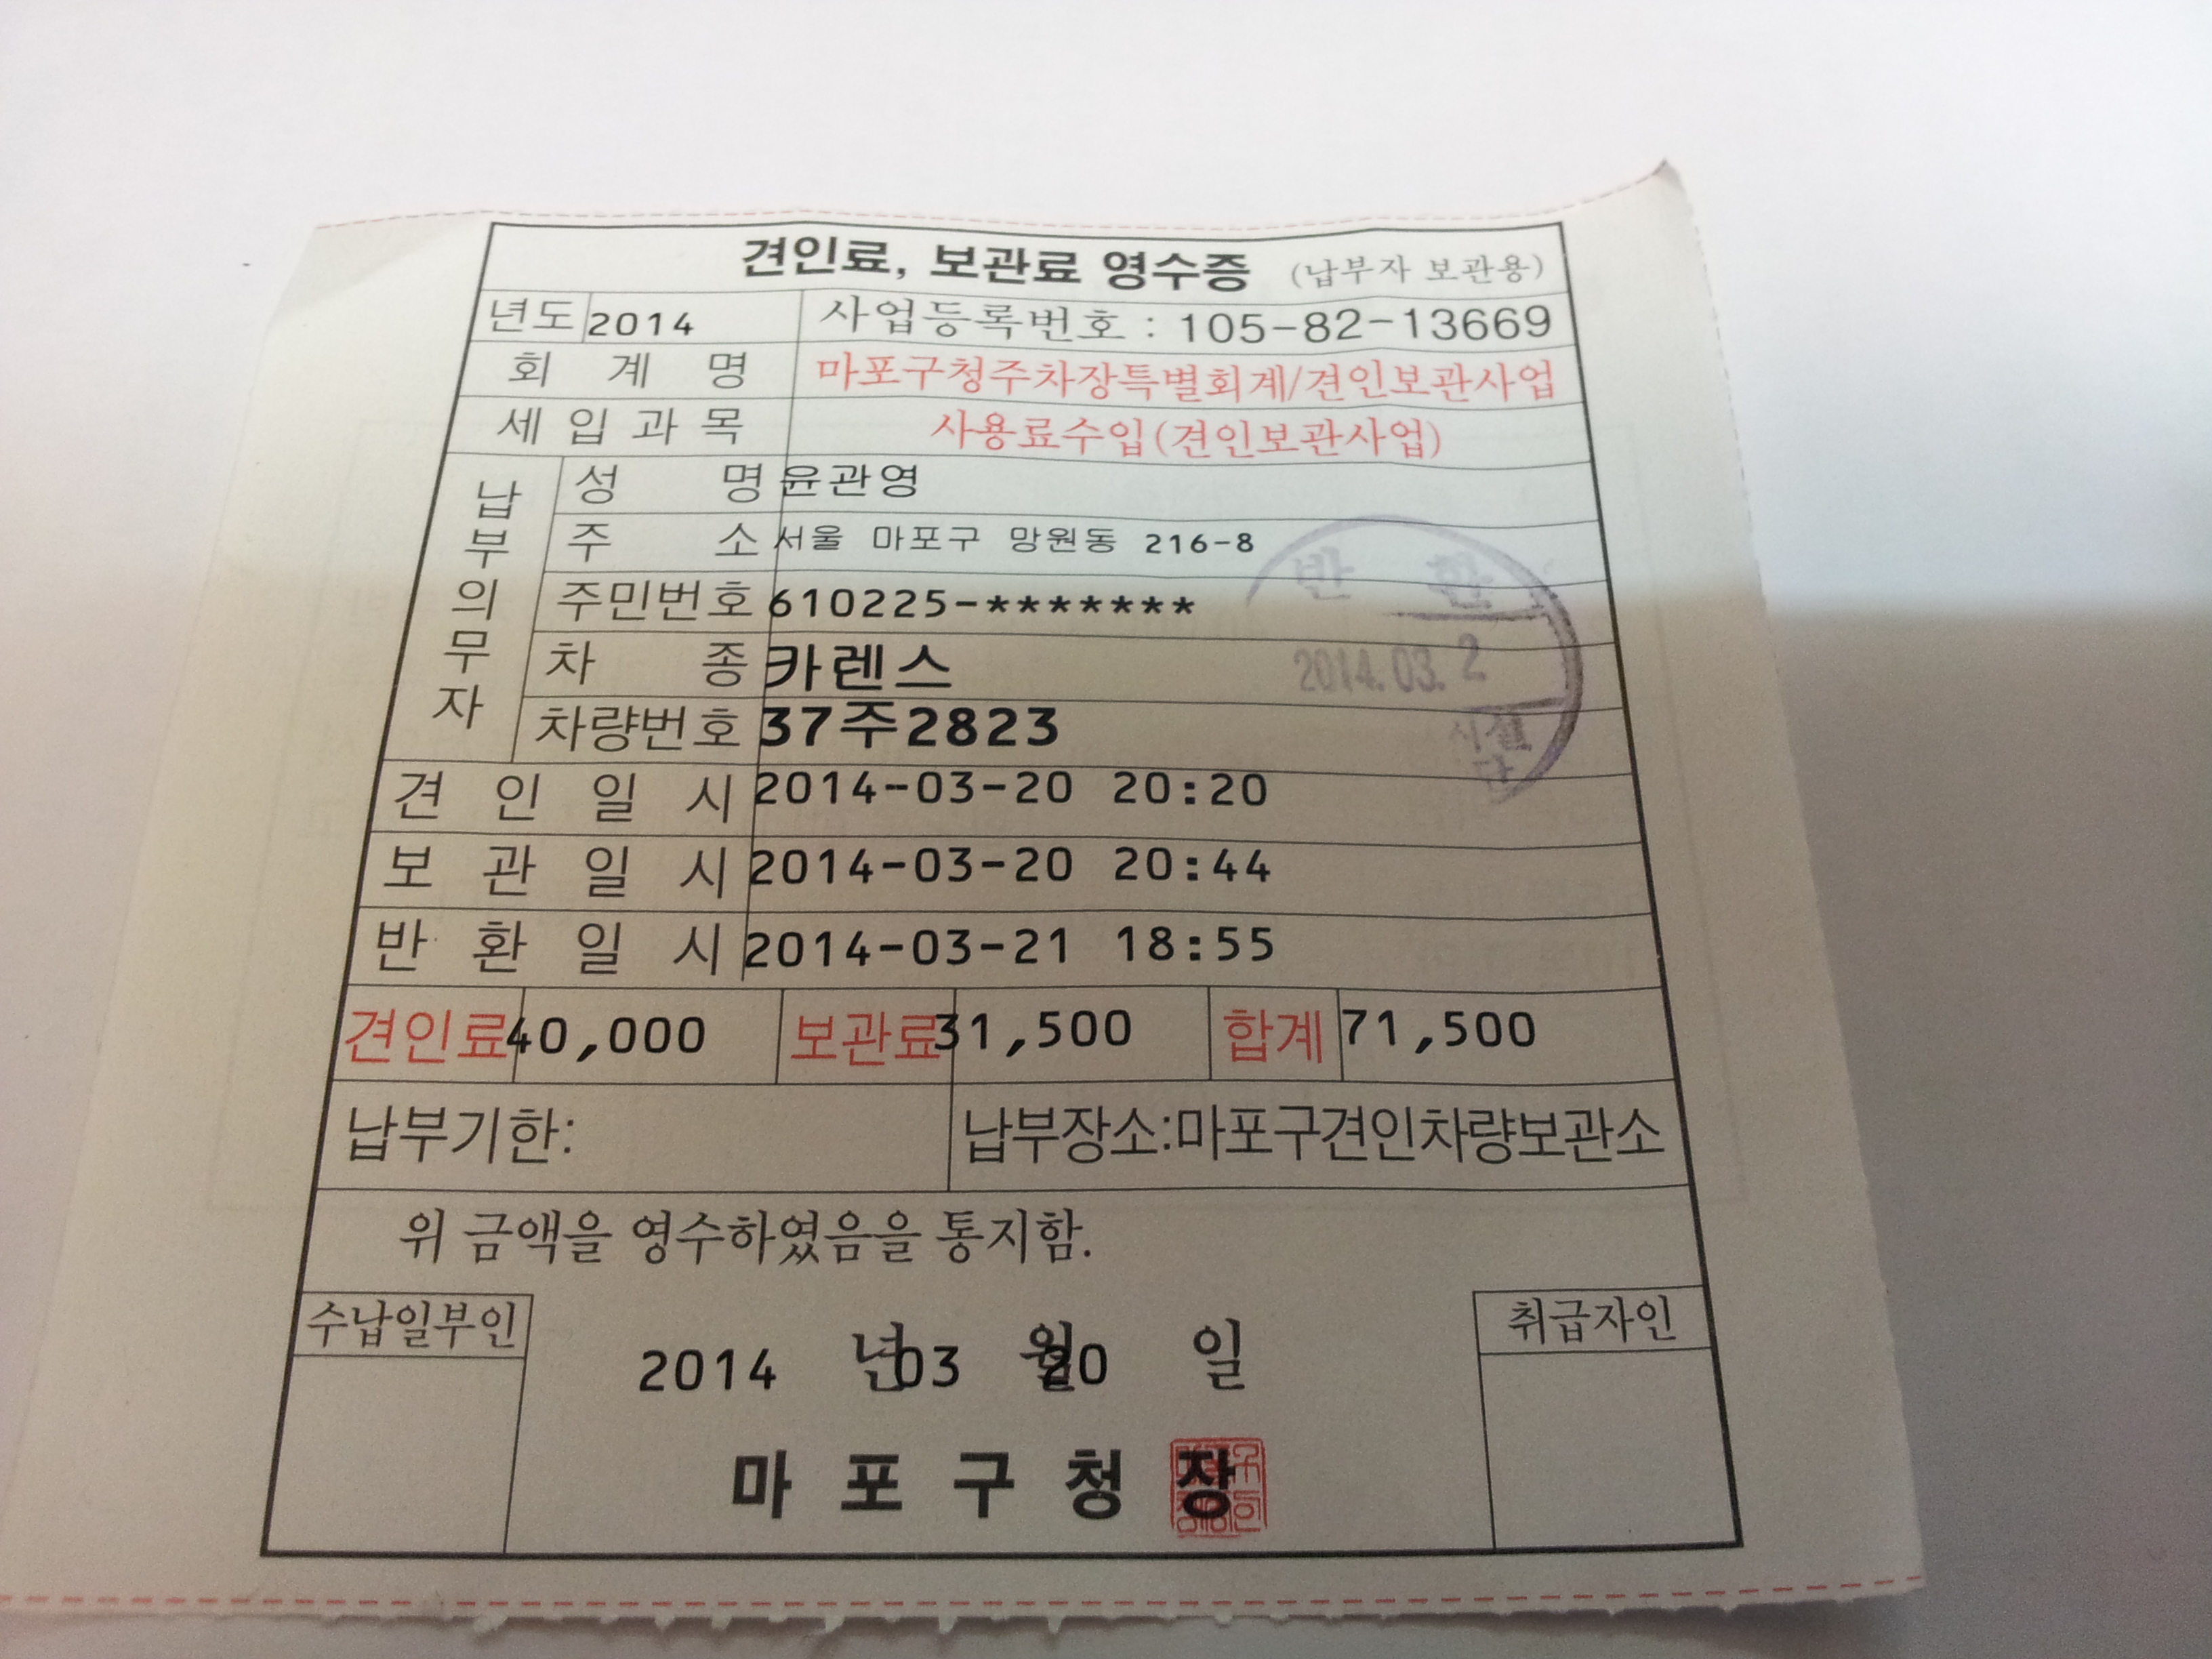 견인료, 보관료 영수증 (납부자 보관용)
년도 2014 사업등록번호 : 105-82-13669
회 계 명 마포구청주차장특별회계/견인보관사업
세 입 과 목 사용료수입(견인보관사업)
납부의무자
성 명 윤관영
주 소 서울 마포구 망원동 216-8
주민번호 610225-*******
차 종 카렌스
차량번호 37주2823
반 환
2014.03. 2
시설
단
견 인 일 시 2014-03-20 20:20
보 관 일 시 2014-03-20 20:44
반 환 일 시 2014-03-21 18:55
견인료 40,000 보관료 31,500 합계 71,500
납부기한: 납부장소:마포구견인차량보관소
위 금액을 영수하였음을 통지함.
수납일부인 취급자인
2014 년 03 월 20 일
마 포 구 청 장